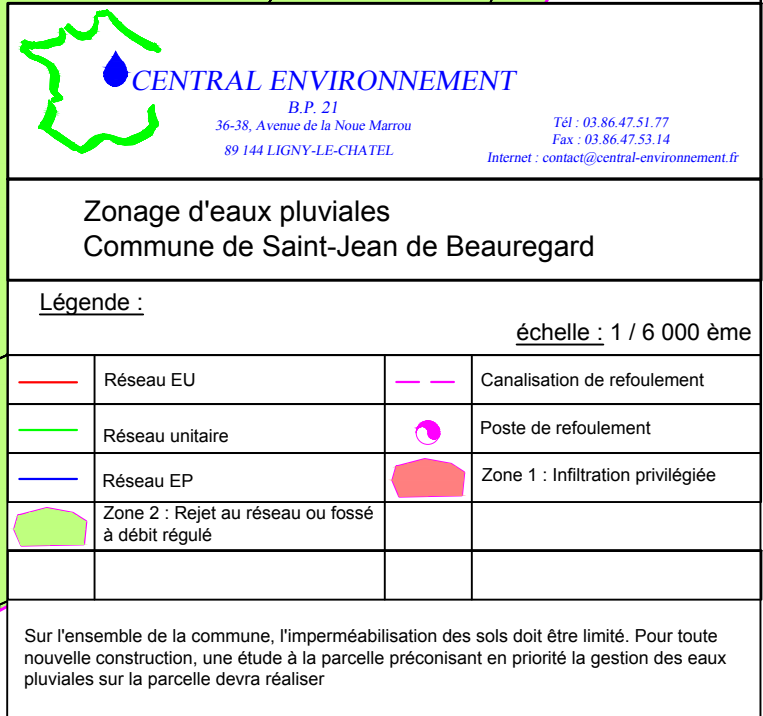 CENTRAL ENVIRONNEMENT
B.P. 21
36-38, Avenue de la Noue Marrou
89 144 LIGNY-LE-CHATEL
Tél : 03.86.47.51.77
Fax : 03.86.47.53.14
Internet : contact@central-environnement.fr
Zonage d'eaux pluviales
Commune de Saint-Jean de Beauregard
Légende :
échelle : 1 / 6 000 ème
Réseau EU
Canalisation de refoulement
Réseau unitaire
Poste de refoulement
Réseau EP
Zone 1 : Infiltration privilégiée
Zone 2 : Rejet au réseau ou fossé
à débit régulé
Sur l'ensemble de la commune, l'imperméabilisation des sols doit être limité. Pour toute
nouvelle construction, une étude à la parcelle préconisant en priorité la gestion des eaux
pluviales sur la parcelle devra réaliser